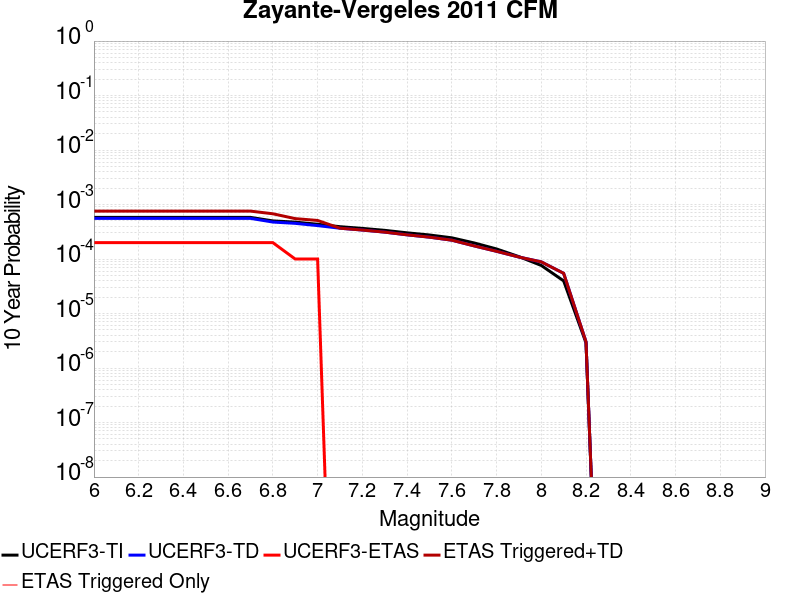 Zayante-Vergeles 2011 CFM
10 0
10 -1
10 -2
10 -3
10 -4
10 -5
10 -6
10 -7
10 -8
10 Year Probability
6 6.2 6.4 6.6 6.8 7 7.2 7.4 7.6 7.8 8 8.2 8.4 8.6 8.8 9
Magnitude
UCERF3-TI UCERF3-TD UCERF3-ETAS ETAS Triggered+TD
ETAS Triggered Only